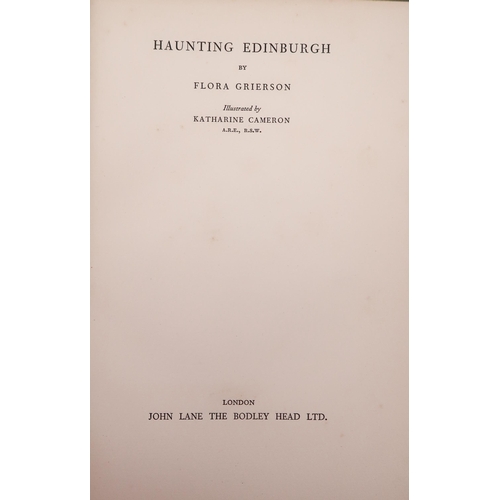 HAUNTING EDINBURGH
BY
FLORA GRIERSON
Illustrated by
KATHARINE CAMERON
A.R.E., R.S.W.
LONDON
JOHN LANE THE BODLEY HEAD LTD.